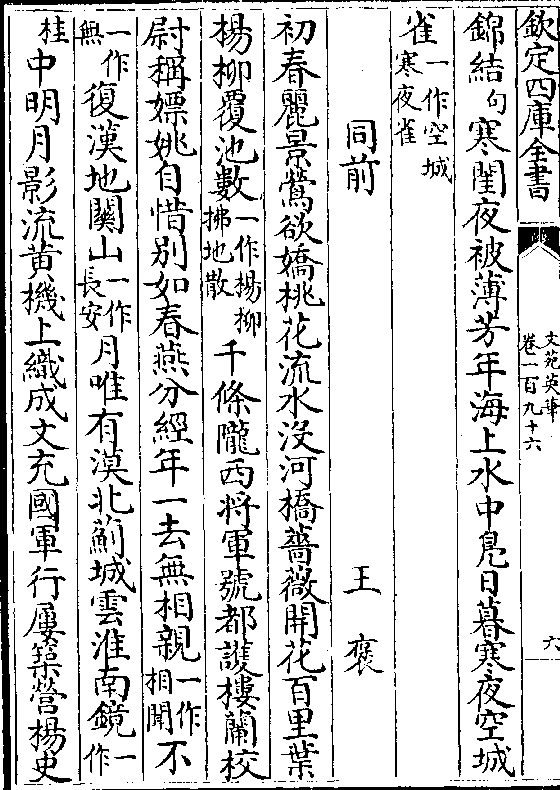 欽定四庫全書
文苑英華
卷一百九十六
六
錦結句寒閨夜被薄芳年海上水中鳧日暮寒夜空城
雀一作空城寒夜雀
同前 王褒
初春麗景鶯欲嬌桃花流水沒河橋薔薇開花百里葉
楊柳覆池數一作楊柳拂地散千條隴西將軍號都護樓蘭校
尉稱嫖姚自惜别如春燕分經年一去無相親一作相聞不
一作無復漢地關山一作長安月唯有漠北薊城雲淮南鏡一作
桂中明月影流黄機上織成文充國軍行屢築營楊史